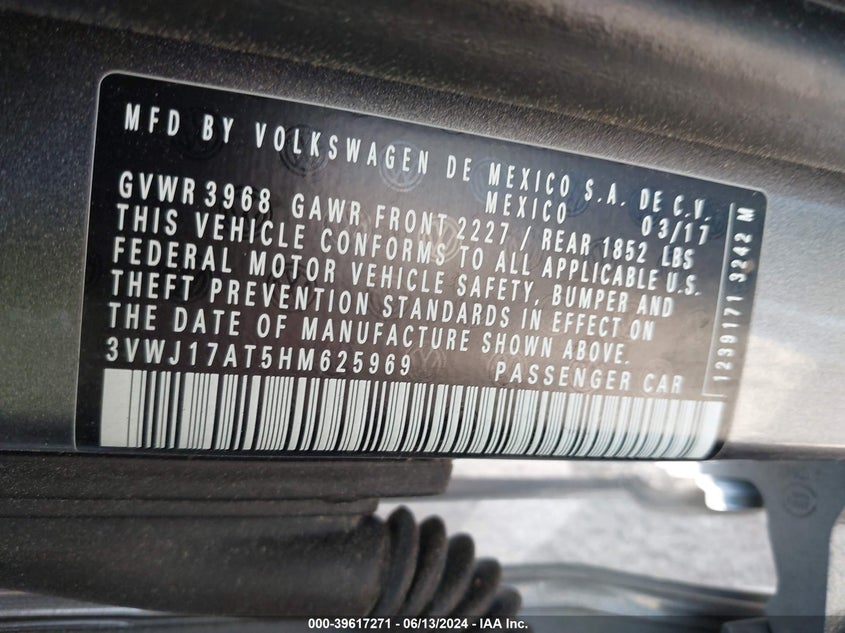 MFD BY VOLKSWAGEN DE MEXICO S.A. DE C.V.
MEXICO 03/17
GVWR 3968 GAWR FRONT 2227 / REAR 1852 LBS
THIS VEHICLE CONFORMS TO ALL APPLICABLE U.S.
FEDERAL MOTOR VEHICLE SAFETY, BUMPER AND
THEFT PREVENTION STANDARDS IN EFFECT ON
THE DATE OF MANUFACTURE SHOWN ABOVE.
3VWJ17AT5HM625969 PASSENGER CAR
1239171 3242 M
000-39617271 - 06/13/2024 - IAA Inc.